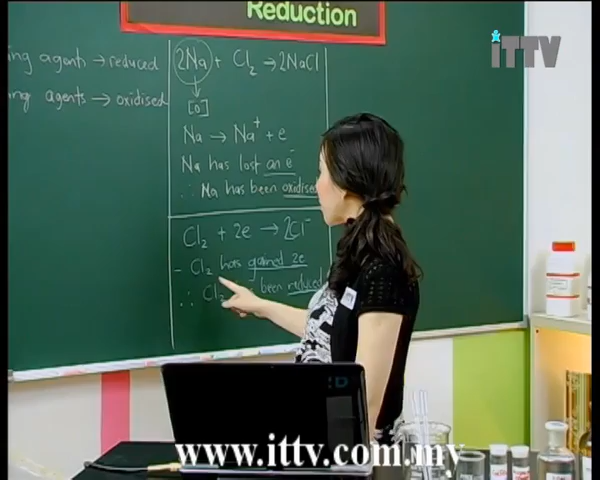 Reduction
iTTV
ing agent → reduced
ing agents → oxidised
2Na + Cl2 → 2NaCl
[O]
Na → Na+ + e
Na has lost an e-
∴ Na has been oxidised
Cl2 + 2e → 2Cl-
- Cl2 has gained 2e
∴ Cl2 been reduced
www.ittv.com.my